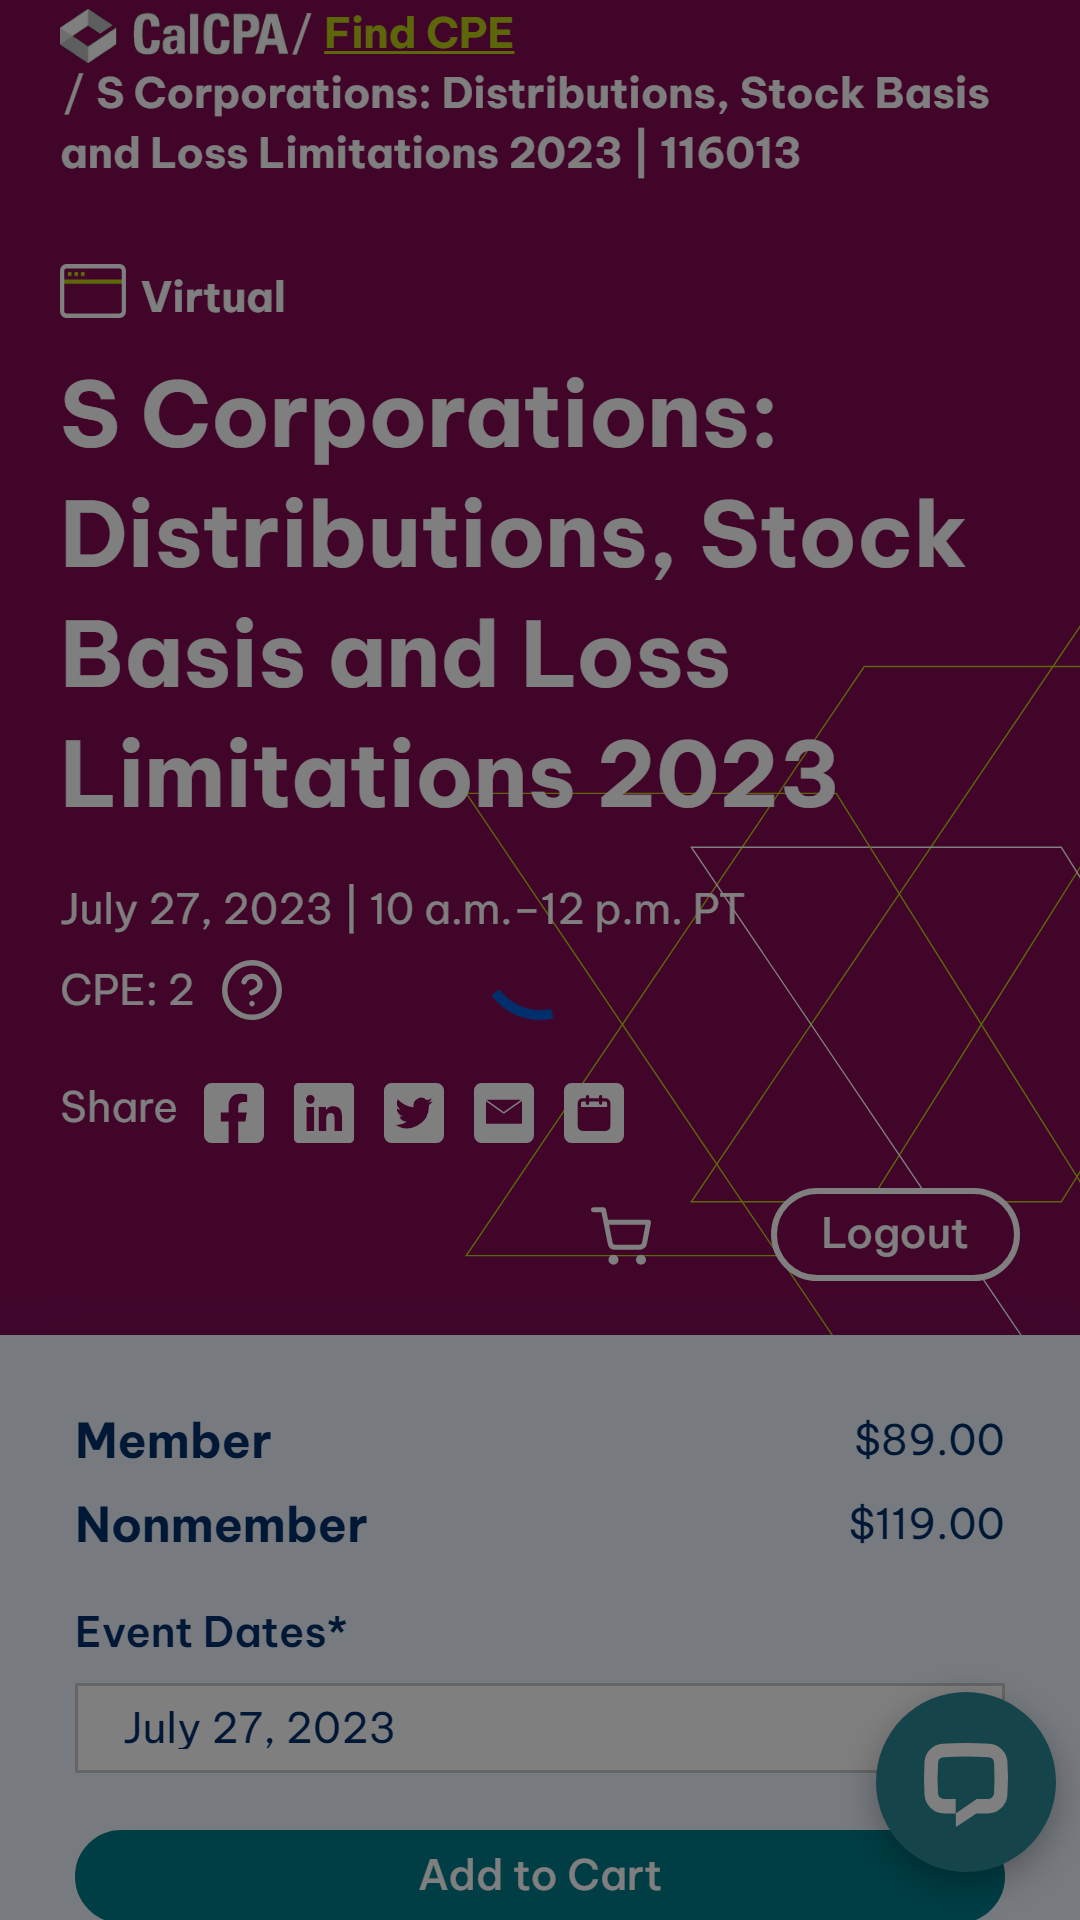 CalCPA / Find CPE
/ S Corporations: Distributions, Stock Basis
and Loss Limitations 2023 | 116013
Virtual
S Corporations:
Distributions, Stock
Basis and Loss
Limitations 2023
July 27, 2023 | 10 a.m.–12 p.m. PT
CPE: 2 ?
Share
Logout
Member $89.00
Nonmember $119.00
Event Dates*
July 27, 2023
Add to Cart